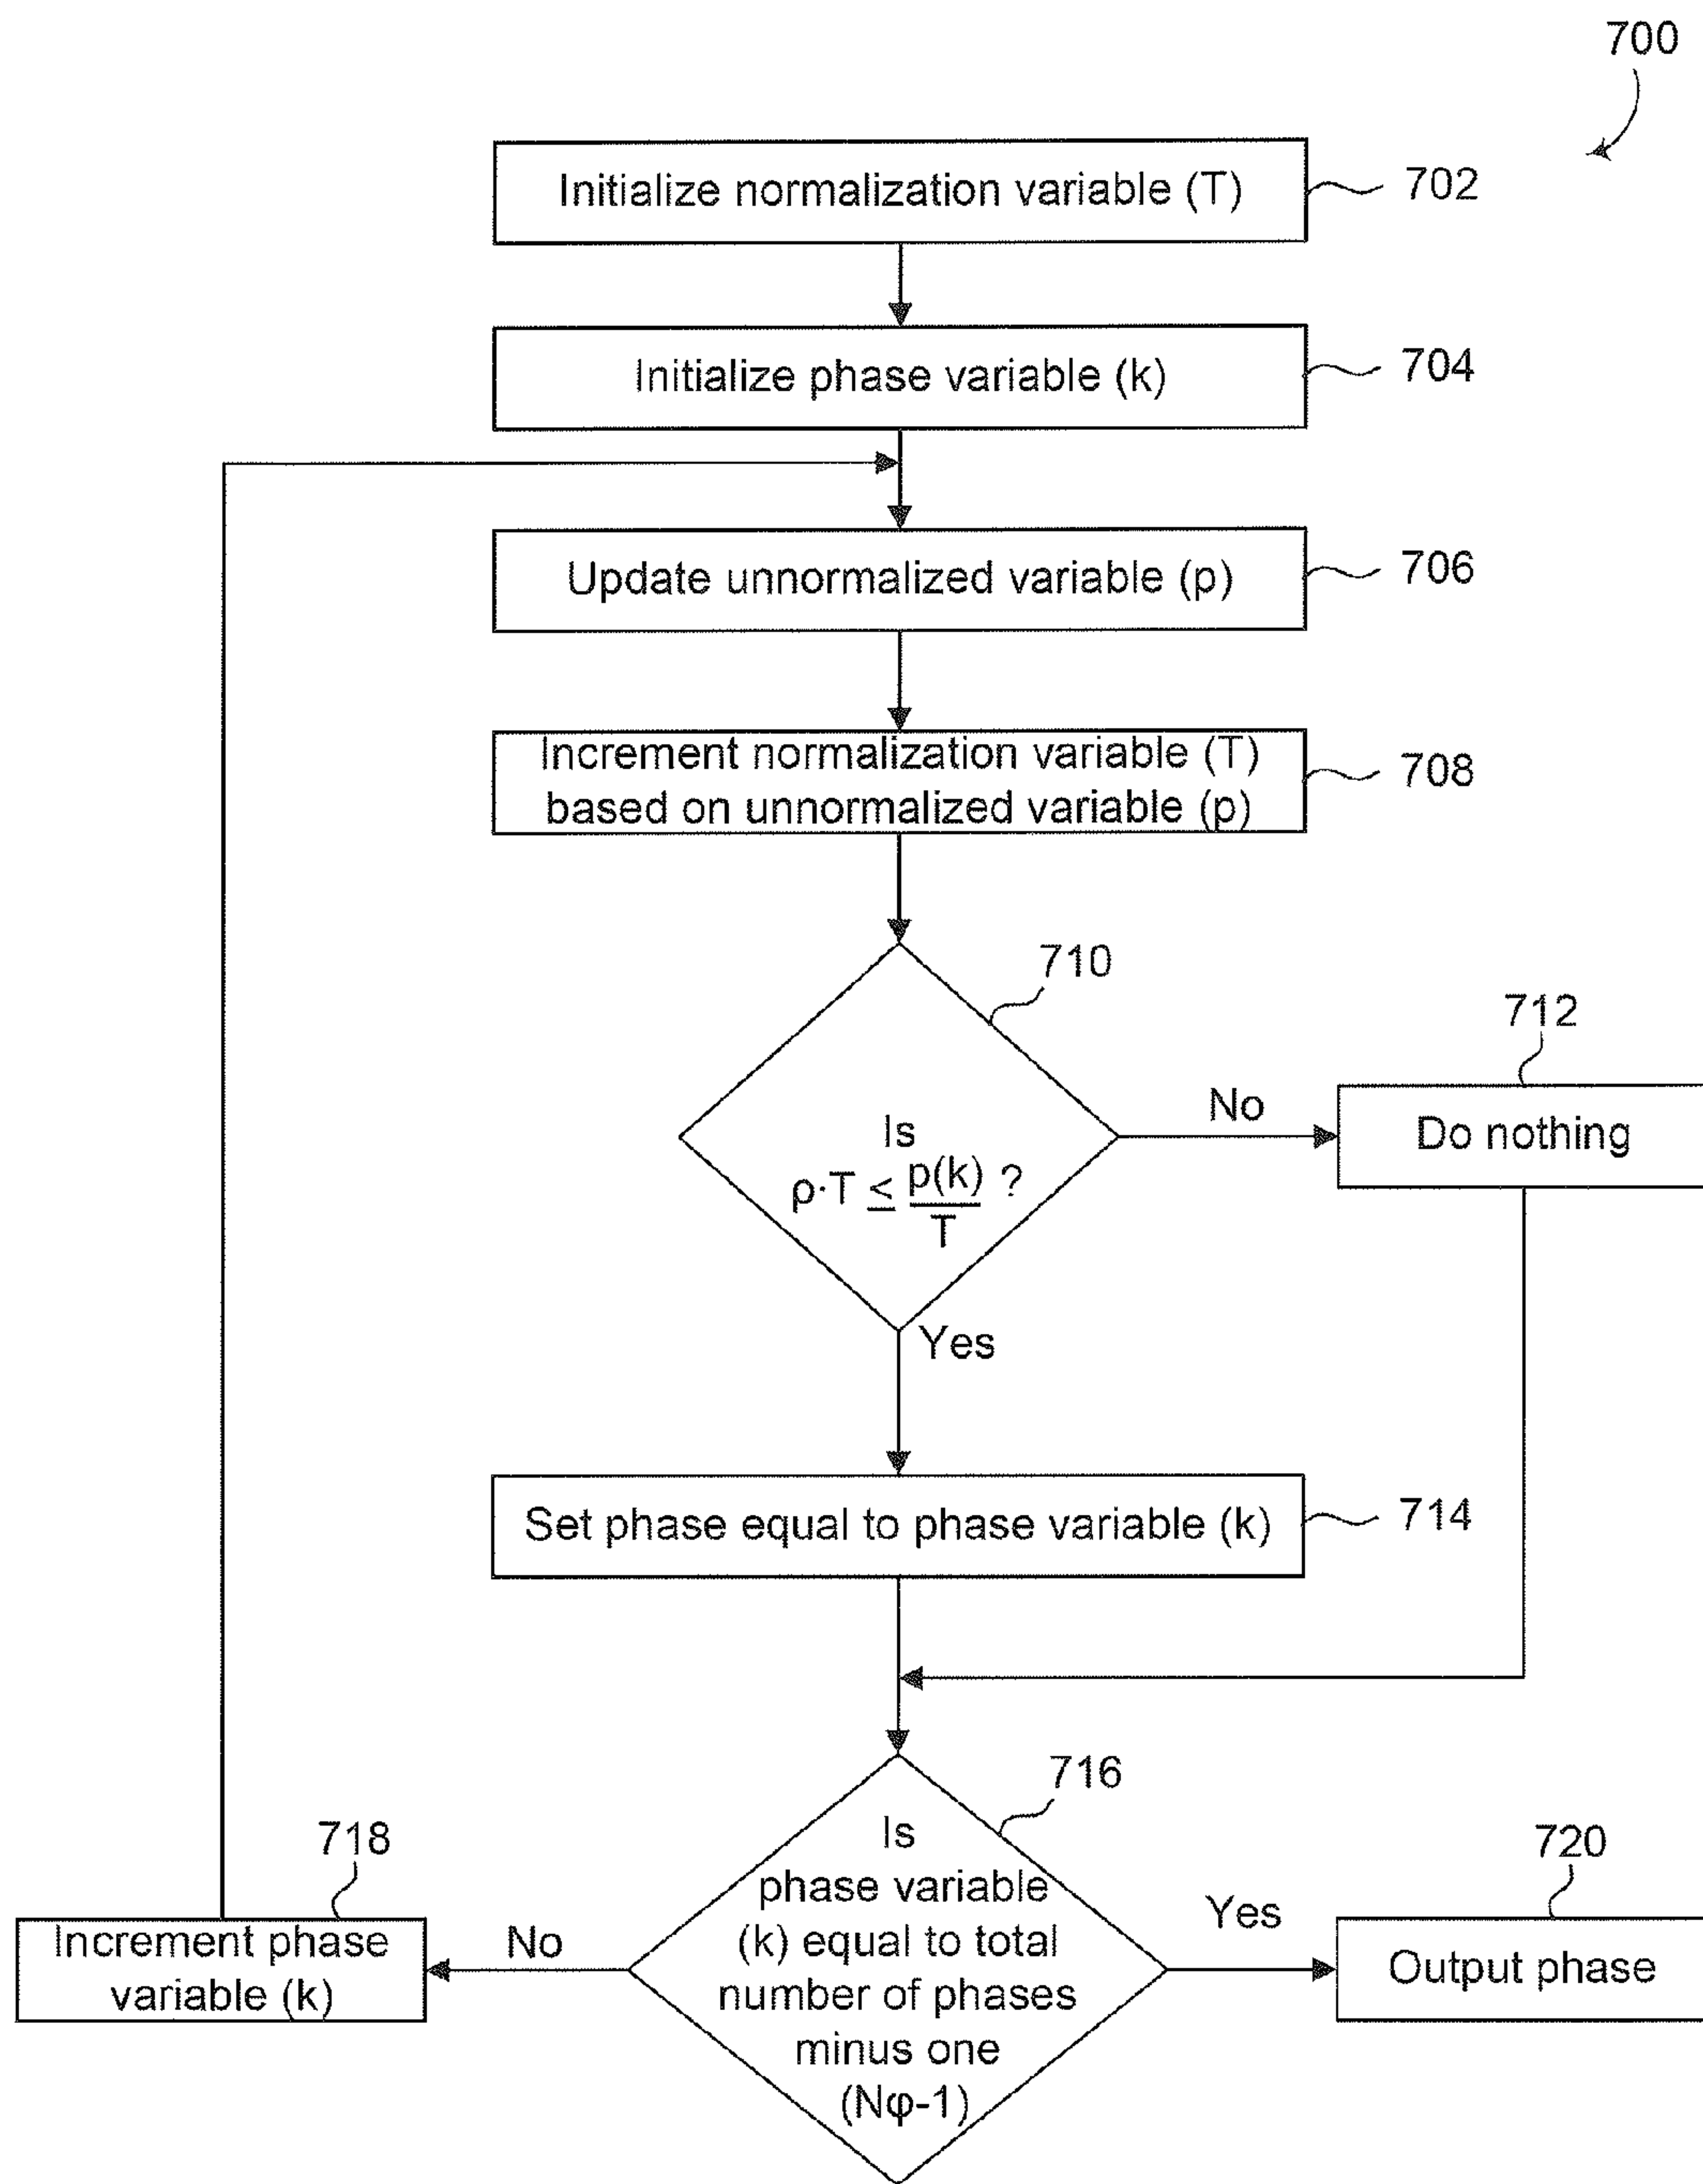 700
Initialize normalization variable (T)
702
Initialize phase variable (k)
704
Update unnormalized variable (p)
706
Increment normalization variable (T)
based on unnormalized variable (p)
708
710
Is
ρ·T ≤ p(k)/T ?
No
712
Do nothing
Yes
Set phase equal to phase variable (k)
714
716
Is
phase variable
(k) equal to total
number of phases
minus one
(Nφ-1)
No
718
Increment phase
variable (k)
Yes
720
Output phase